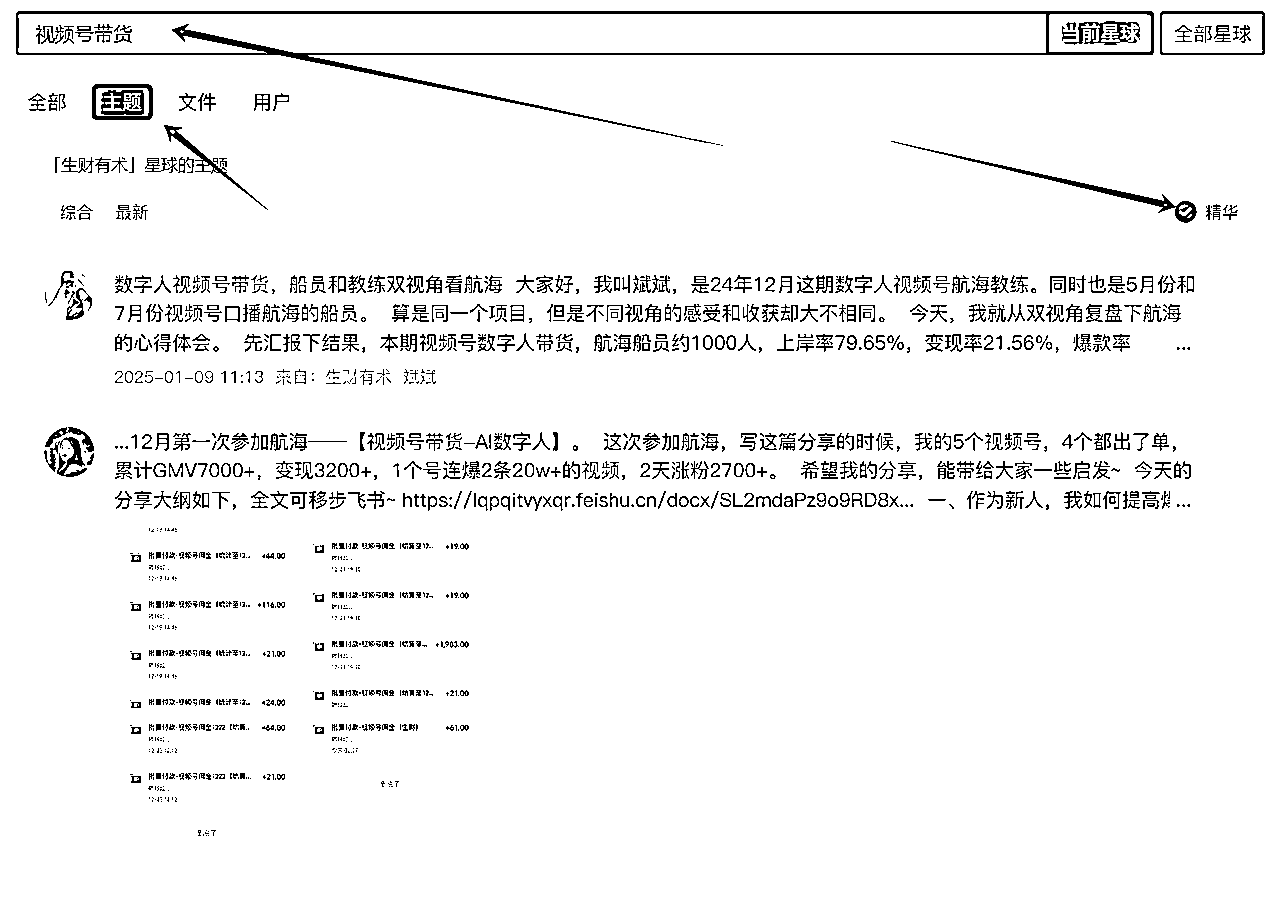 视频号带货
当前星球 全部星球
全部 主题 文件 用户
「生财有术」星球的主题
综合 最新
精华
数字人视频号带货，船员和教练双视角看航海 大家好，我叫斌斌，是24年12月这期数字人视频号航海教练。同时也是5月份和
7月份视频号口播航海的船员。 算是同一个项目，但是不同视角的感受和收获却大不相同。 今天，我就从双视角复盘下航海
的心得体会。 先汇报下结果，本期视频号数字人带货，航海船员约1000人，上岸率79.65%，变现率21.56%，爆款率 ...
2025-01-09 11:13 来自：生财有术 斌斌
...12月第一次参加航海——【视频号带货-AI数字人】。 这次参加航海，写这篇分享的时候，我的5个视频号，4个都出了单，
累计GMV7000+，变现3200+，1个号连爆2条20w+的视频，2天涨粉2700+。 希望我的分享，能带给大家一些启发~ 今天的
分享大纲如下，全文可移步飞书~ https://lqpqitvyxqr.feishu.cn/docx/SL2mdaPz9o9RD8x... 一、作为新人，我如何提高...
+44.00
+116.00
+21.00
+24.00
+64.00
+21.00
+19.00
+19.00
+1,903.00
+21.00
+61.00